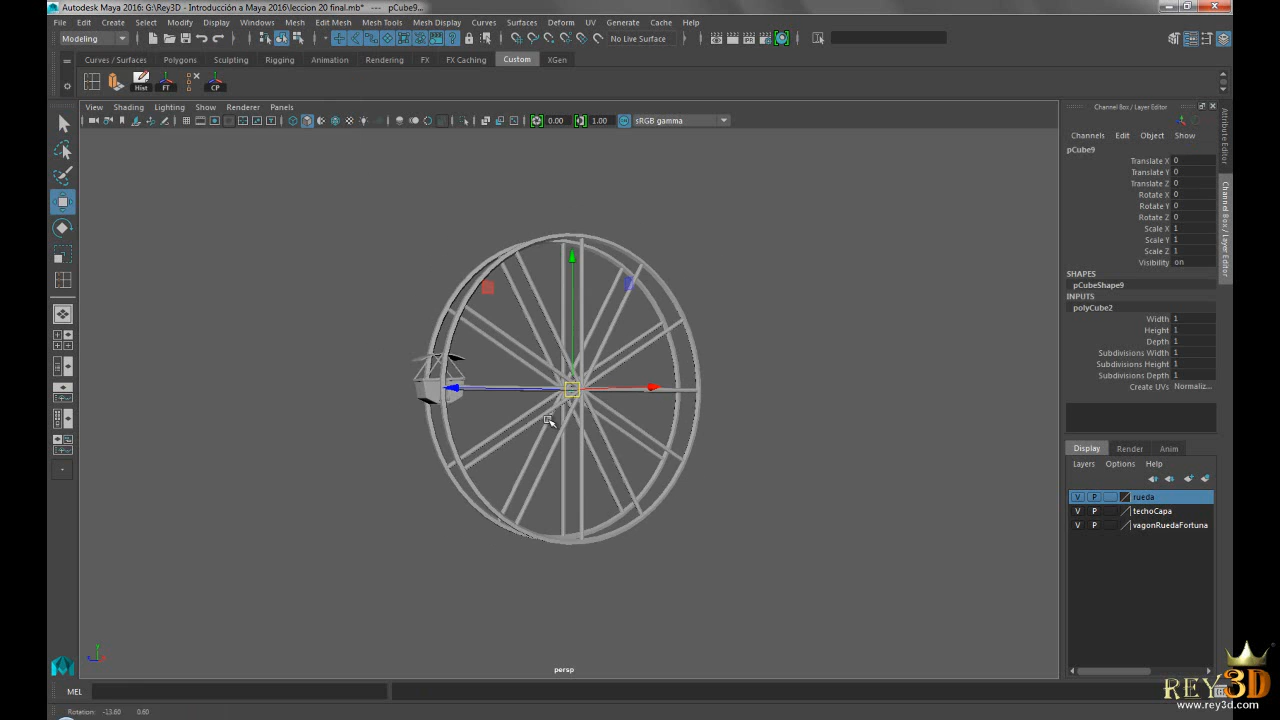 Autodesk Maya 2016: G:\Rey3D - Introducción a Maya 2016\leccion 20 final.mb* --- pCube9...
File Edit Create Select Modify Display Windows Mesh Edit Mesh Mesh Tools Mesh Display Curves Surfaces Deform UV Generate Cache Help
Modeling No Live Surface
Curves / Surfaces Polygons Sculpting Rigging Animation Rendering FX FX Caching Custom XGen
Hist FT CP
View Shading Lighting Show Renderer Panels
0.00 1.00 sRGB gamma
Channel Box / Layer Editor
Channels Edit Object Show
pCube9
Translate X 0
Translate Y 0
Translate Z 0
Rotate X 0
Rotate Y 0
Rotate Z 0
Scale X 1
Scale Y 1
Scale Z 1
Visibility on
SHAPES
pCubeShape9
INPUTS
polyCube2
Width 1
Height 1
Depth 1
Subdivisions Width 1
Subdivisions Height 1
Subdivisions Depth 1
Create UVs Normaliz...
Attribute Editor
Channel Box / Layer Editor
Display Render Anim
Layers Options Help
V P rueda
V P techoCapa
V P vagonRuedaFortuna
persp
MEL
Rotation: -13.60 0.60
REY3D
www.rey3d.com